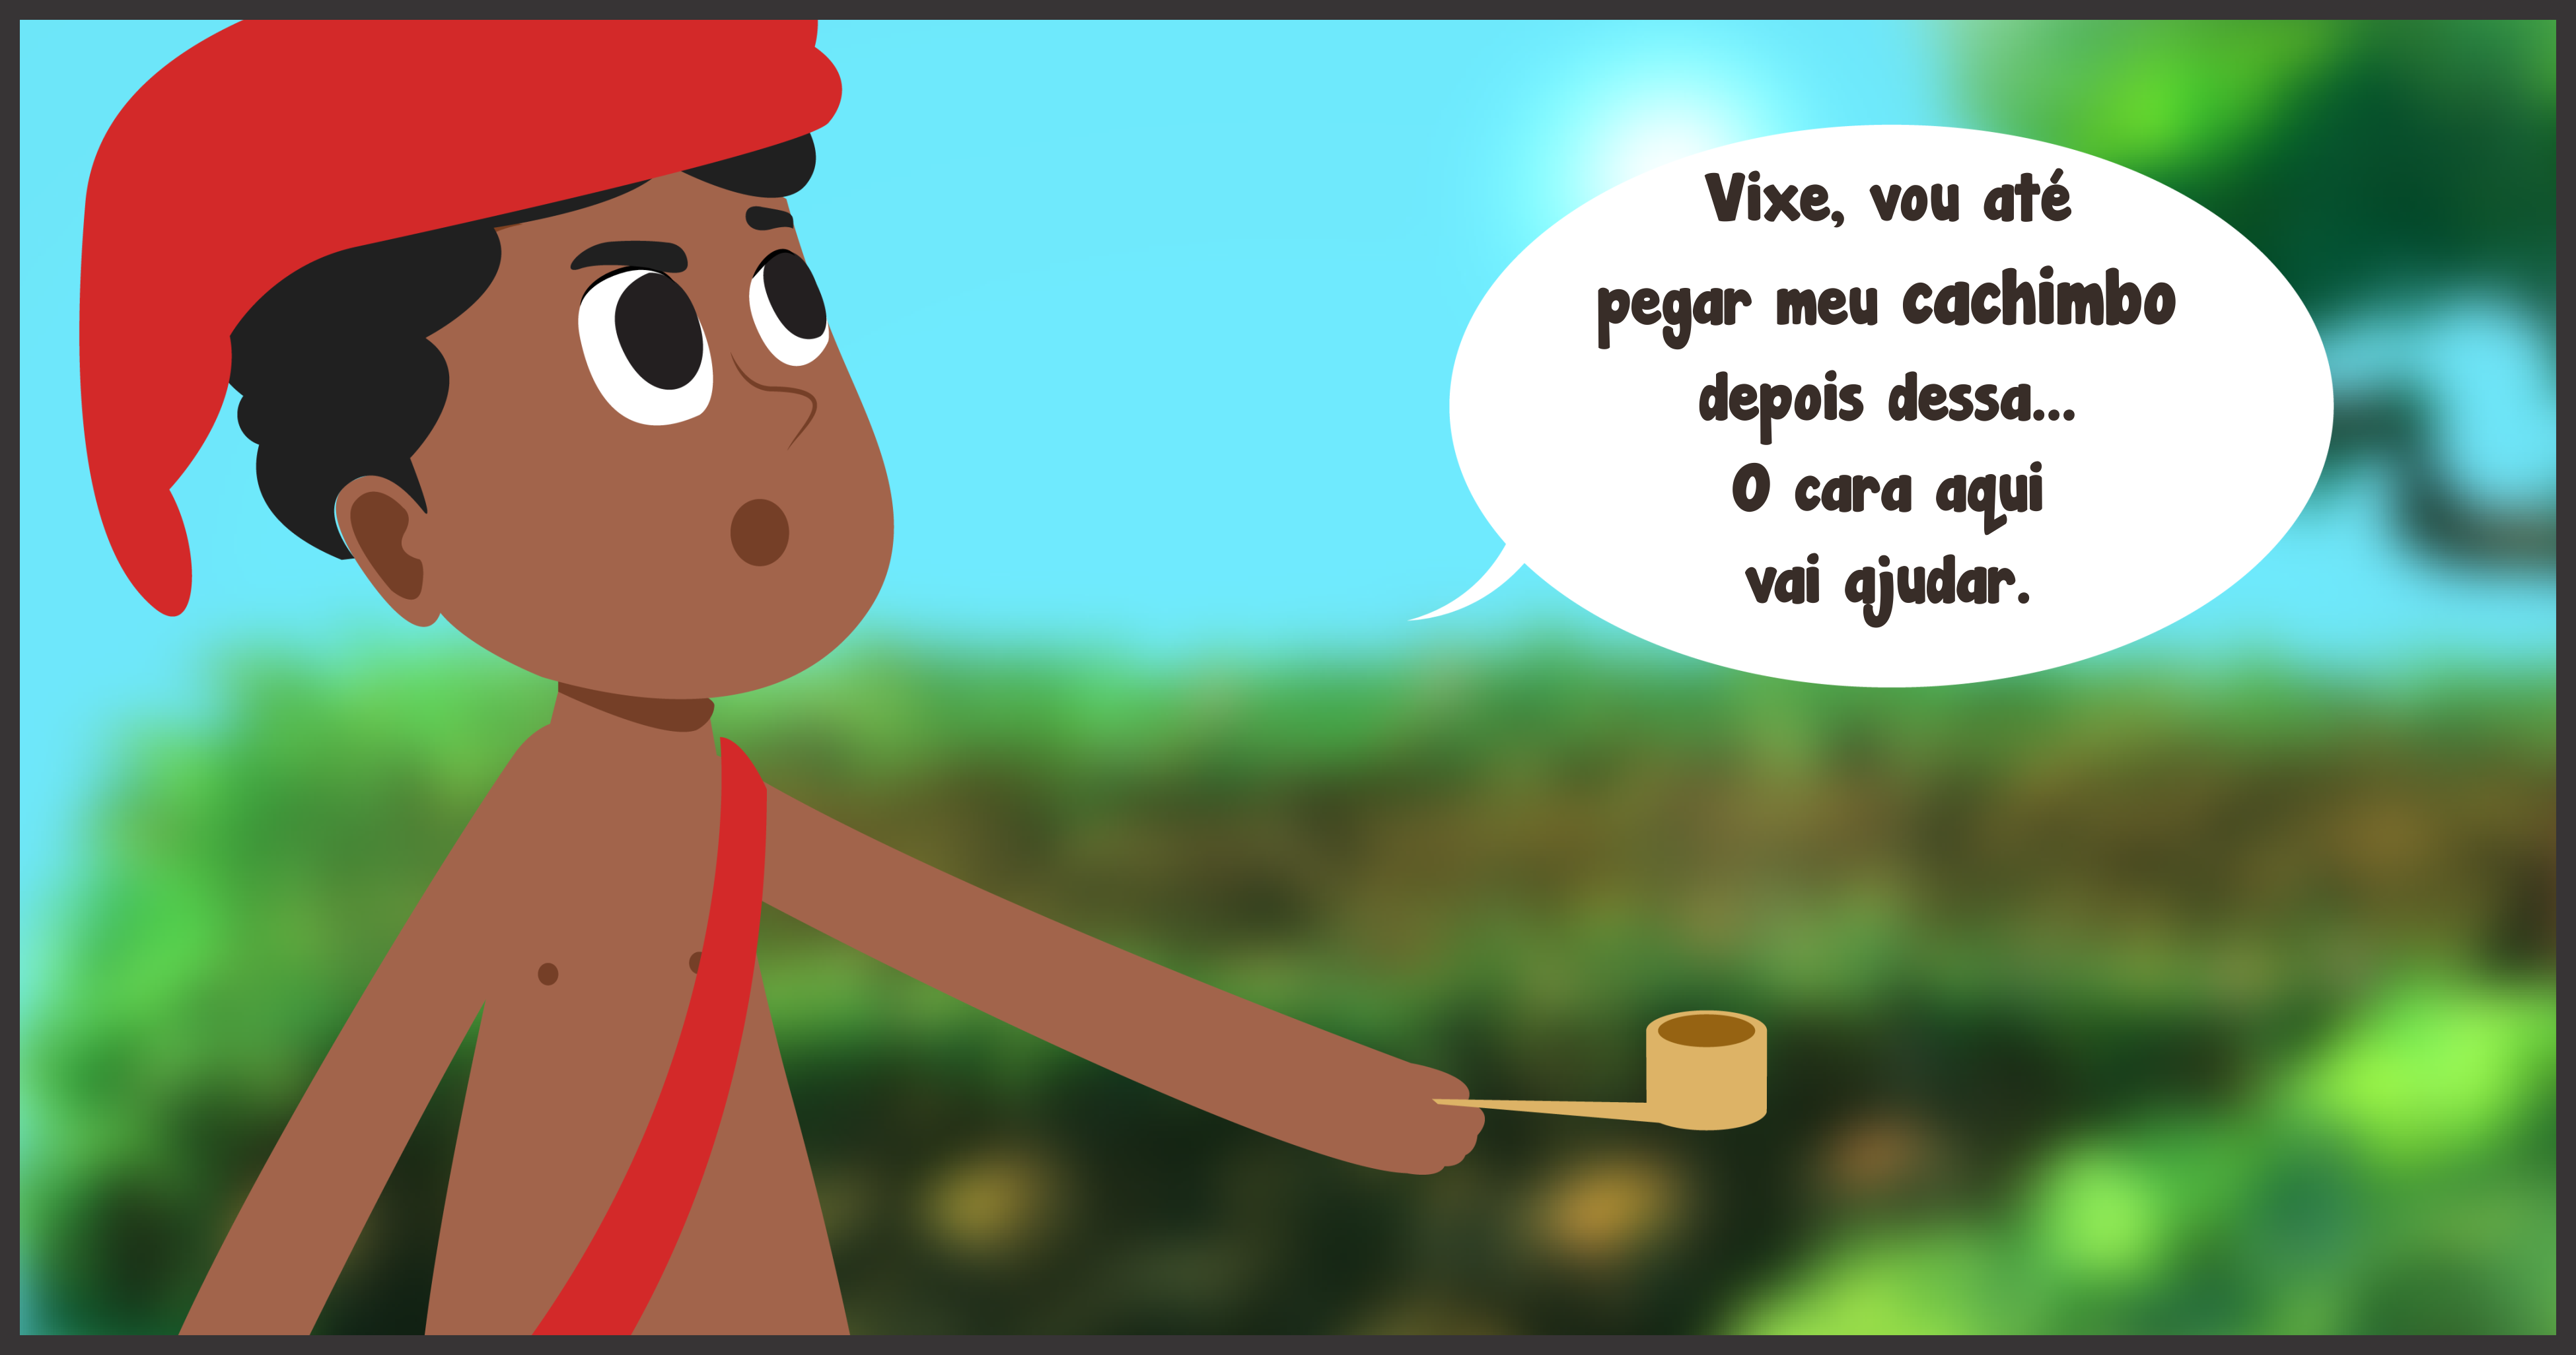 Vixe, vou até
pegar meu cachimbo
depois dessa...
O cara aqui
vai ajudar.